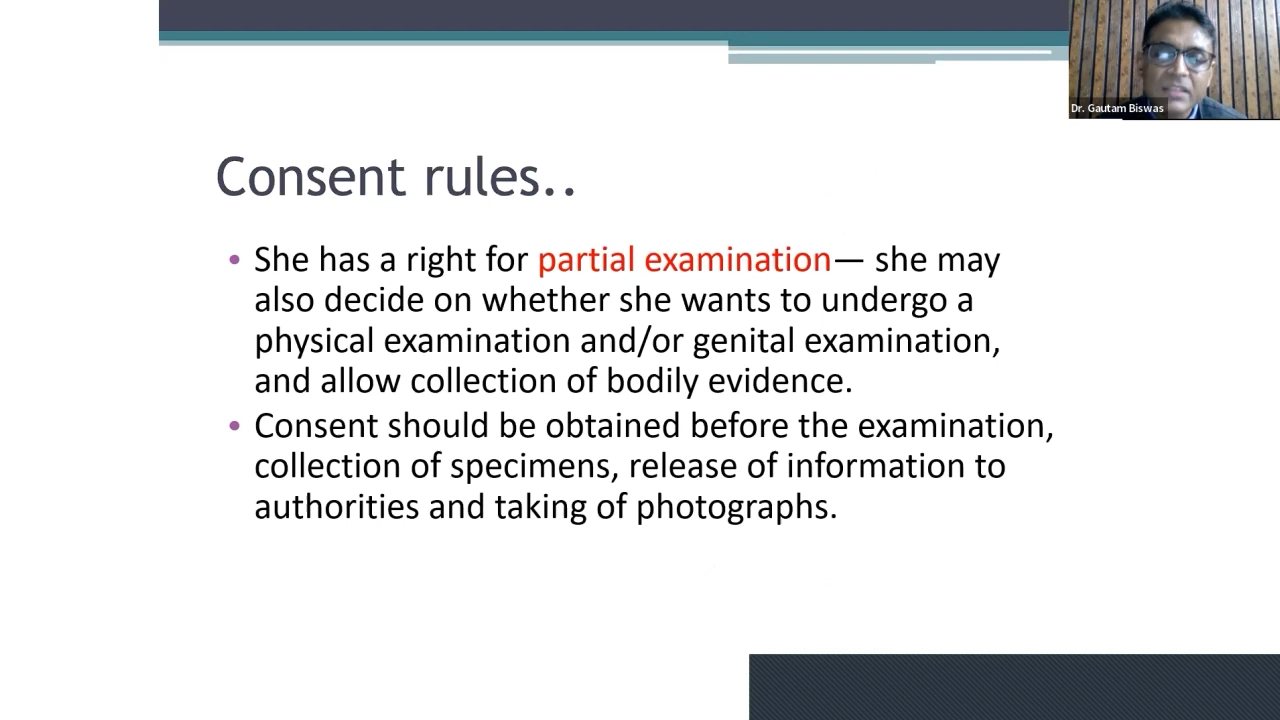 Dr. Gautam Biswas
Consent rules..
• She has a right for partial examination— she may
also decide on whether she wants to undergo a
physical examination and/or genital examination,
and allow collection of bodily evidence.
• Consent should be obtained before the examination,
collection of specimens, release of information to
authorities and taking of photographs.